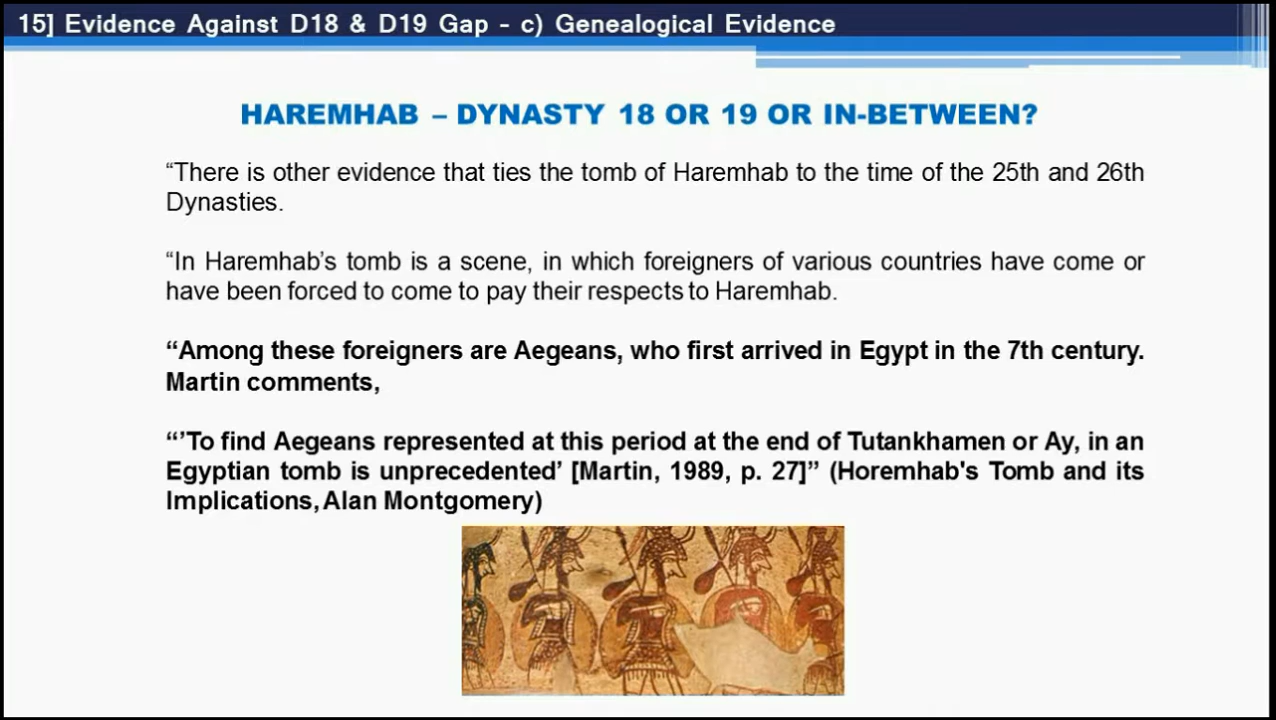 15] Evidence Against D18 & D19 Gap – c) Genealogical Evidence
HAREMHAB – DYNASTY 18 OR 19 OR IN-BETWEEN?
“There is other evidence that ties the tomb of Haremhab to the time of the 25th and 26th
Dynasties.
“In Haremhab’s tomb is a scene, in which foreigners of various countries have come or
have been forced to come to pay their respects to Haremhab.
“Among these foreigners are Aegeans, who first arrived in Egypt in the 7th century.
Martin comments,
“’To find Aegeans represented at this period at the end of Tutankhamen or Ay, in an
Egyptian tomb is unprecedented’ [Martin, 1989, p. 27]” (Horemhab's Tomb and its
Implications, Alan Montgomery)